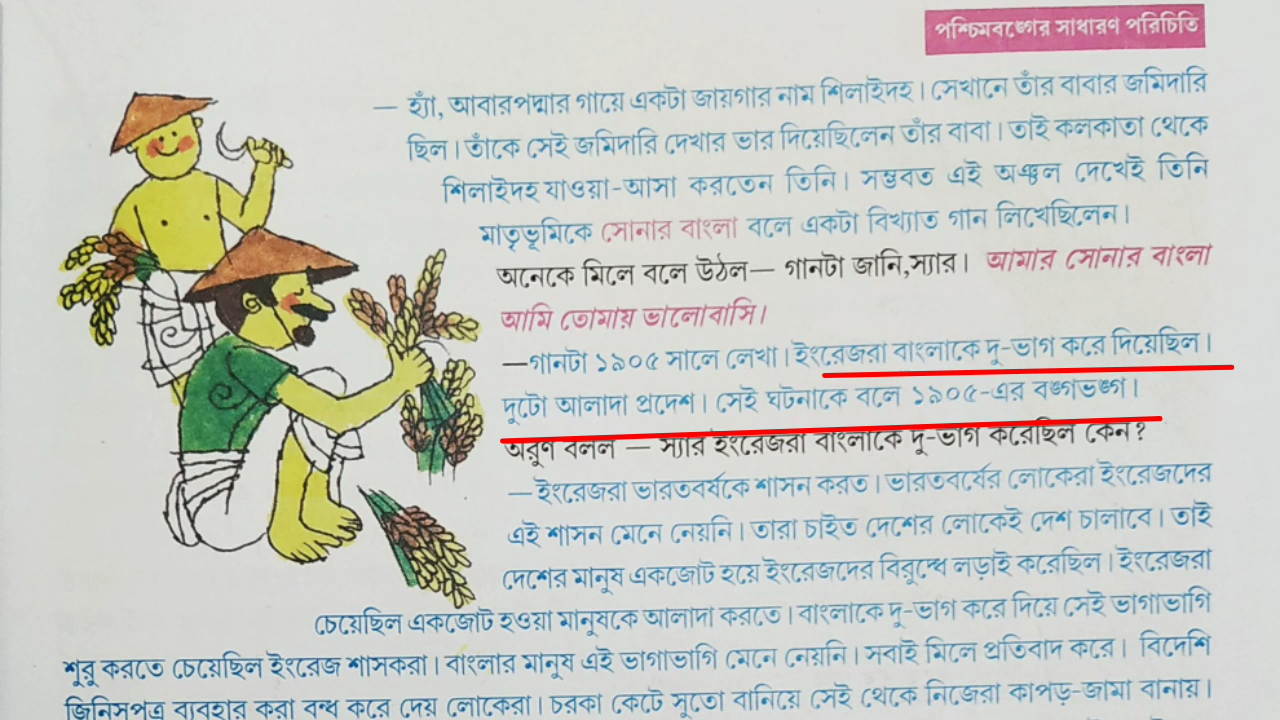 পশ্চিমবঙ্গের সাধারণ পরিচিতি
— হ্যাঁ, আবার পদ্মার গায়ে একটা জায়গার নাম শিলাইদহ। সেখানে তাঁর বাবার জমিদারি
ছিল। তাঁকে সেই জমিদারি দেখার ভার দিয়েছিলেন তাঁর বাবা। তাই কলকাতা থেকে
শিলাইদহ যাওয়া-আসা করতেন তিনি। সম্ভবত এই অঞ্চল দেখেই তিনি
মাতৃভূমিকে সোনার বাংলা বলে একটা বিখ্যাত গান লিখেছিলেন।
অনেকে মিলে বলে উঠল— গানটা জানি,স্যার। আমার সোনার বাংলা
আমি তোমায় ভালোবাসি।
—গানটা ১৯০৫ সালে লেখা। ইংরেজরা বাংলাকে দু-ভাগ করে দিয়েছিল।
দুটো আলাদা প্রদেশ। সেই ঘটনাকে বলে ১৯০৫-এর বঙ্গভঙ্গ।
অরুণ বলল — স্যার ইংরেজরা বাংলাকে দু-ভাগ করেছিল কেন?
—ইংরেজরা ভারতবর্ষকে শাসন করত। ভারতবর্ষের লোকেরা ইংরেজদের
এই শাসন মেনে নেয়নি। তারা চাইত দেশের লোকেই দেশ চালাবে। তাই
দেশের মানুষ একজোট হয়ে ইংরেজদের বিরুদ্ধে লড়াই করেছিল। ইংরেজরা
চেয়েছিল একজোট হওয়া মানুষকে আলাদা করতে। বাংলাকে দু-ভাগ করে দিয়ে সেই ভাগাভাগি
শুরু করতে চেয়েছিল ইংরেজ শাসকরা। বাংলার মানুষ এই ভাগাভাগি মেনে নেয়নি। সবাই মিলে প্রতিবাদ করে। বিদেশি
জিনিসপত্র ব্যবহার করা বন্ধ করে দেয় লোকেরা। চরকা কেটে সুতো বানিয়ে সেই থেকে নিজেরা কাপড়-জামা বানায়।